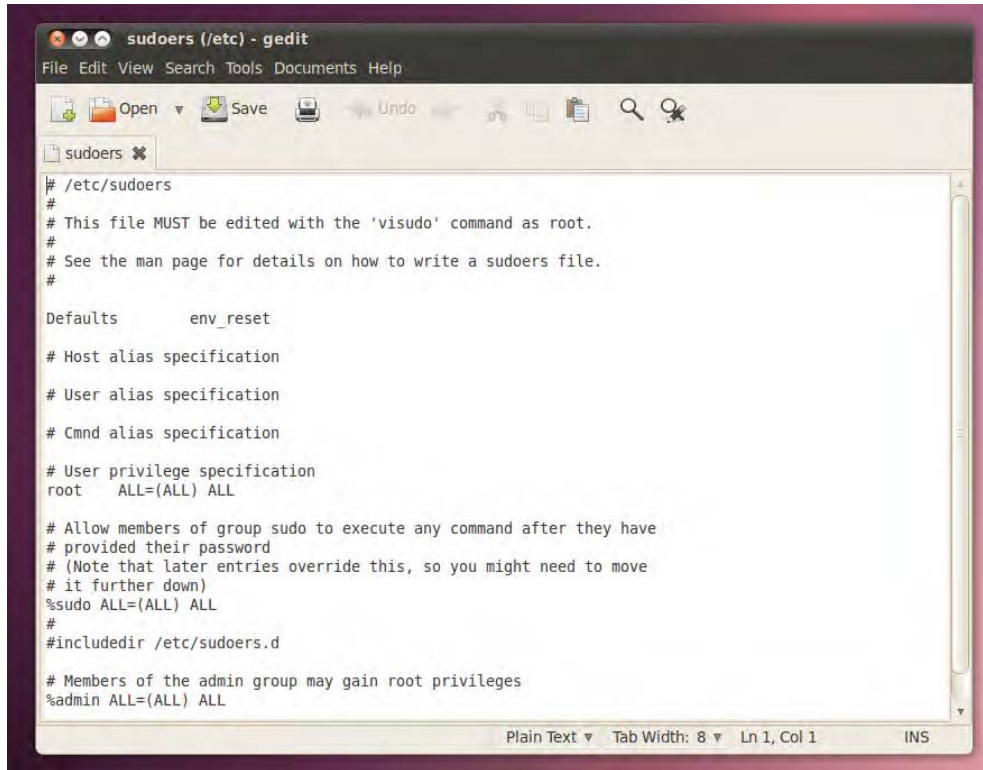 sudoers (/etc) - gedit
File Edit View Search Tools Documents Help
Open Save Undo
sudoers
# /etc/sudoers
#
# This file MUST be edited with the 'visudo' command as root.
#
# See the man page for details on how to write a sudoers file.
#
Defaults env_reset
# Host alias specification
# User alias specification
# Cmnd alias specification
# User privilege specification
root ALL=(ALL) ALL
# Allow members of group sudo to execute any command after they have
# provided their password
# (Note that later entries override this, so you might need to move
# it further down)
%sudo ALL=(ALL) ALL
#
#includedir /etc/sudoers.d
# Members of the admin group may gain root privileges
%admin ALL=(ALL) ALL
Plain Text Tab Width: 8 Ln 1, Col 1 INS